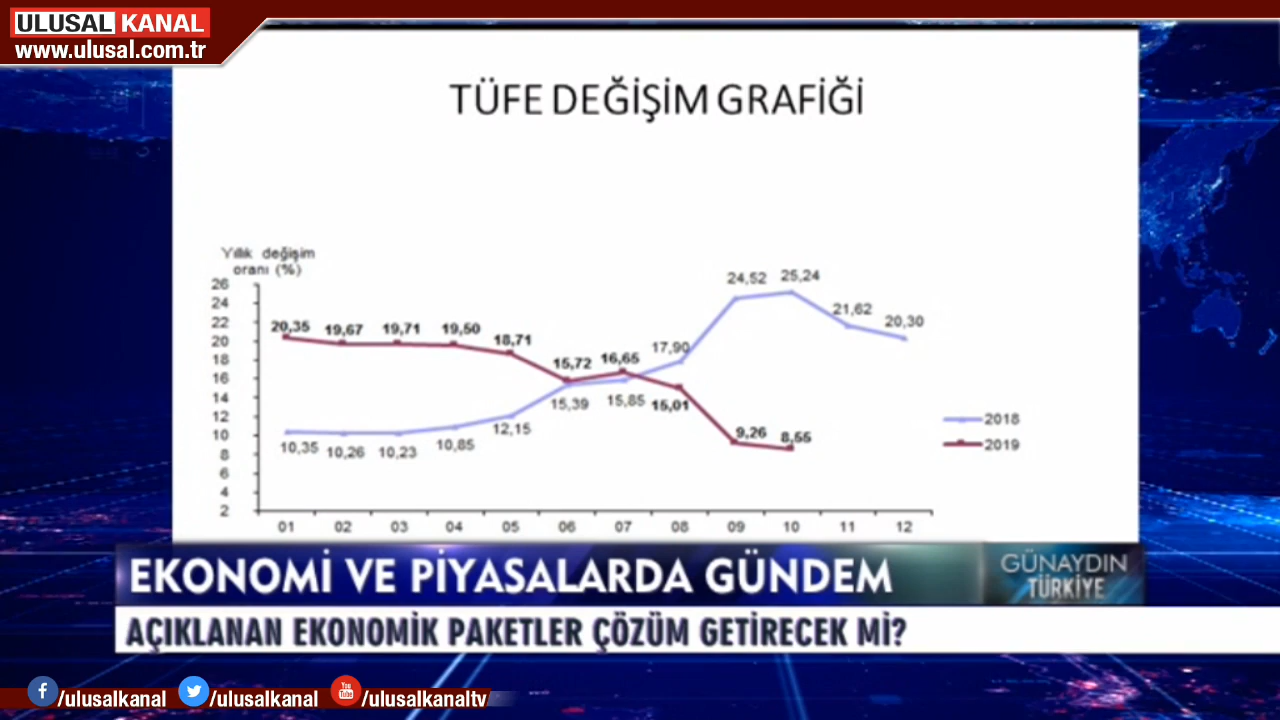 ULUSAL KANAL
www.ulusal.com.tr
TÜFE DEĞİŞİM GRAFİĞİ
Yıllık değişim
oranı (%)
26
24
22
20
18
16
14
12
10
8
6
4
2
20,35 19,67 19,71 19,50 18,71 15,72 16,65 15,01 9,26 8,55
10,35 10,26 10,23 10,85 12,15 15,39 15,85 17,90 24,52 25,24 21,62 20,30
2018
2019
01 02 03 04 05 06 07 08 09 10 11 12
EKONOMİ VE PİYASALARDA GÜNDEM
GÜNAYDIN
TÜRKİYE
AÇIKLANAN EKONOMİK PAKETLER ÇÖZÜM GETİRECEK Mİ?
/ulusalkanal /ulusalkanal You Tube /ulusalkanaltv